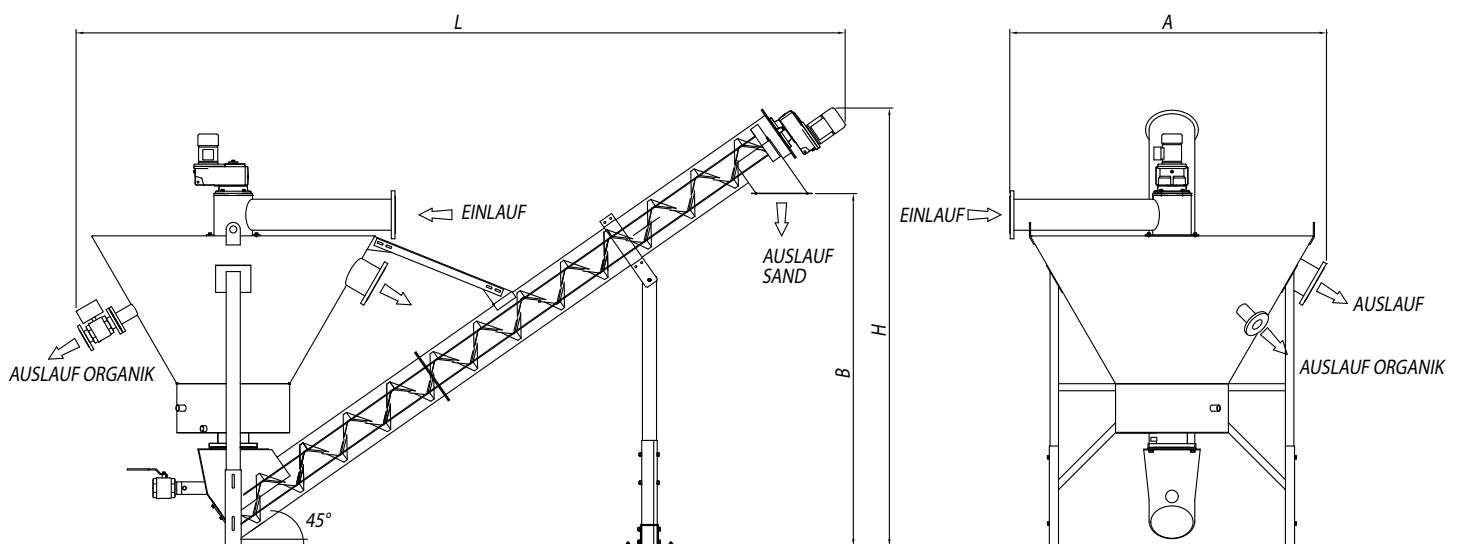 L
A
EINLAUF
EINLAUF
AUSLAUF
SAND
H
AUSLAUF
B
AUSLAUF ORGANIK
AUSLAUF ORGANIK
45°